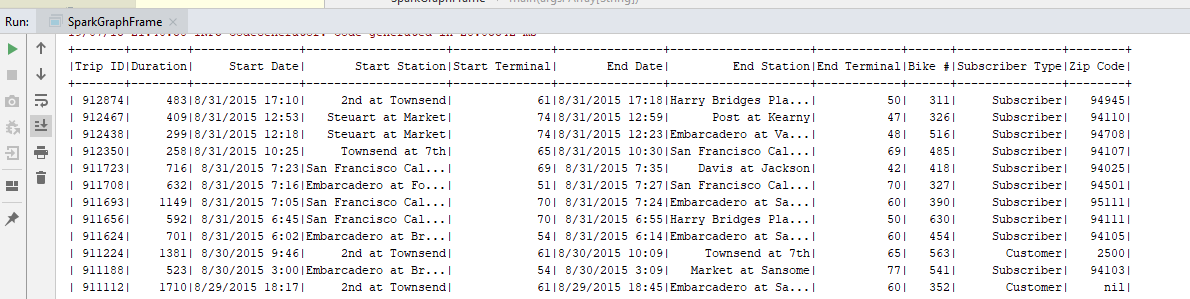 SparkGraphFrame main(args: Array[String])
Run: SparkGraphFrame ×
INFO CodeGenerator: Code generated in ms
+-------+--------+---------------+--------------------+--------------+---------------+--------------------+------------+------+---------------+--------+
|Trip ID|Duration| Start Date| Start Station|Start Terminal| End Date| End Station|End Terminal|Bike #|Subscriber Type|Zip Code|
+-------+--------+---------------+--------------------+--------------+---------------+--------------------+------------+------+---------------+--------+
| 912874| 483|8/31/2015 17:10| 2nd at Townsend| 61|8/31/2015 17:18|Harry Bridges Pla...| 50| 311| Subscriber| 94945|
| 912467| 409|8/31/2015 12:53| Steuart at Market| 74|8/31/2015 12:59| Post at Kearny| 47| 326| Subscriber| 94110|
| 912438| 299|8/31/2015 12:18| Steuart at Market| 74|8/31/2015 12:23|Embarcadero at Va...| 48| 516| Subscriber| 94708|
| 912350| 258|8/31/2015 10:25| Townsend at 7th| 65|8/31/2015 10:30|San Francisco Cal...| 69| 485| Subscriber| 94107|
| 911723| 716| 8/31/2015 7:23|San Francisco Cal...| 69| 8/31/2015 7:35| Davis at Jackson| 42| 418| Subscriber| 94025|
| 911708| 632| 8/31/2015 7:16|Embarcadero at Fo...| 51| 8/31/2015 7:27|San Francisco Cal...| 70| 327| Subscriber| 94501|
| 911693| 1149| 8/31/2015 7:05|San Francisco Cal...| 70| 8/31/2015 7:24|Embarcadero at Sa...| 60| 390| Subscriber| 95111|
| 911656| 592| 8/31/2015 6:45|San Francisco Cal...| 70| 8/31/2015 6:55|Harry Bridges Pla...| 50| 630| Subscriber| 94111|
| 911624| 701| 8/31/2015 6:02|Embarcadero at Br...| 54| 8/31/2015 6:14|Embarcadero at Sa...| 60| 454| Subscriber| 94105|
| 911224| 1381| 8/30/2015 9:46| 2nd at Townsend| 61|8/30/2015 10:09| Townsend at 7th| 65| 563| Customer| 2500|
| 911188| 523| 8/30/2015 3:00|Embarcadero at Br...| 54| 8/30/2015 3:09| Market at Sansome| 77| 541| Subscriber| 94103|
| 911112| 1710|8/29/2015 18:17| 2nd at Townsend| 61|8/29/2015 18:45|Embarcadero at Sa...| 60| 352| Customer| nil|